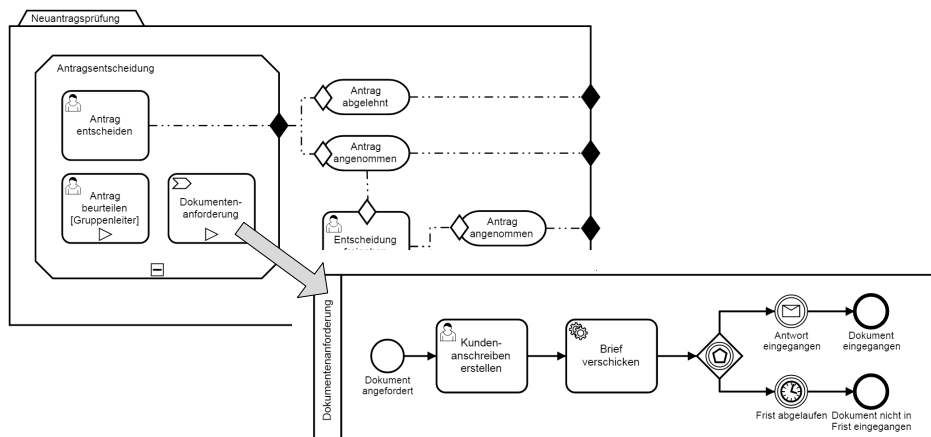 Neuantragsprüfung
Antragsentscheidung
Antrag
entscheiden
Antrag
beurteilen
[Gruppenleiter]
Dokumenten-
anforderung
Antrag
abgelehnt
Antrag
angenommen
Entscheidung
Antrag
angenommen
Dokumentenanforderung
Dokument
angefordert
Kunden-
anschreiben
erstellen
Brief
verschicken
Antwort
eingegangen
Dokument
eingegangen
Frist abgelaufen
Dokument nicht in
Frist eingegangen